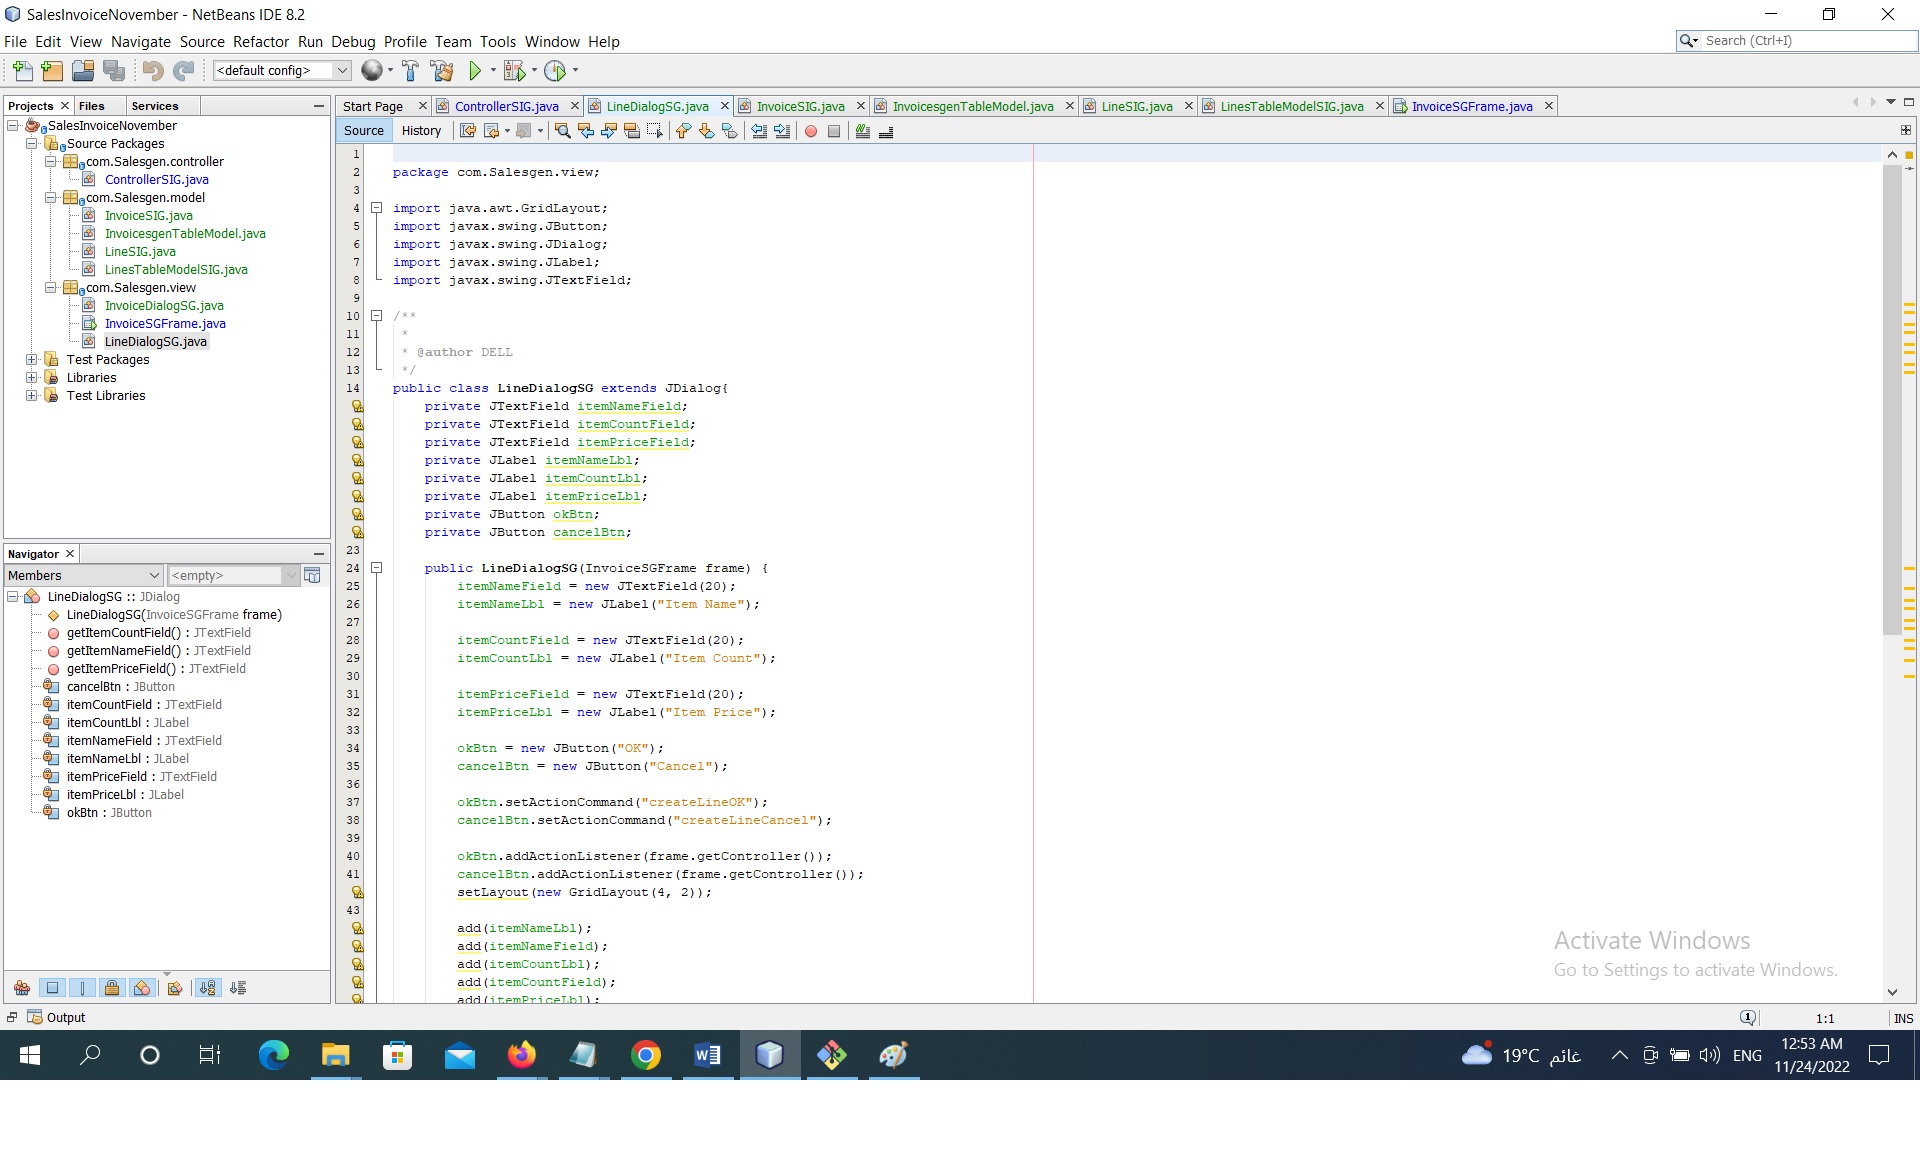 SalesInvoiceNovember - NetBeans IDE 8.2
File Edit View Navigate Source Refactor Run Debug Profile Team Tools Window Help
Search (Ctrl+I)
<default config>
Projects Files Services
SalesInvoiceNovember
Source Packages
com.Salesgen.controller
ControllerSIG.java
com.Salesgen.model
InvoiceSIG.java
InvoicesgenTableModel.java
LineSIG.java
LinesTableModelSIG.java
com.Salesgen.view
InvoiceDialogSG.java
InvoiceSGFrame.java
LineDialogSG.java
Test Packages
Libraries
Test Libraries
Navigator
Members <empty>
LineDialogSG :: JDialog
LineDialogSG(InvoiceSGFrame frame)
getItemCountField() : JTextField
getItemNameField() : JTextField
getItemPriceField() : JTextField
cancelBtn : JButton
itemCountField : JTextField
itemCountLbl : JLabel
itemNameField : JTextField
itemNameLbl : JLabel
itemPriceField : JTextField
itemPriceLbl : JLabel
okBtn : JButton
Start Page ControllerSIG.java LineDialogSG.java InvoiceSIG.java InvoicesgenTableModel.java LineSIG.java LinesTableModelSIG.java InvoiceSGFrame.java
Source History
1
2 package com.Salesgen.view;
3
4 import java.awt.GridLayout;
5 import javax.swing.JButton;
6 import javax.swing.JDialog;
7 import javax.swing.JLabel;
8 import javax.swing.JTextField;
9
10 /**
11 *
12 * @author DELL
13 */
14 public class LineDialogSG extends JDialog{
private JTextField itemNameField;
private JTextField itemCountField;
private JTextField itemPriceField;
private JLabel itemNameLbl;
private JLabel itemCountLbl;
private JLabel itemPriceLbl;
private JButton okBtn;
private JButton cancelBtn;
23
24 public LineDialogSG(InvoiceSGFrame frame) {
25 itemNameField = new JTextField(20);
26 itemNameLbl = new JLabel("Item Name");
27
28 itemCountField = new JTextField(20);
29 itemCountLbl = new JLabel("Item Count");
30
31 itemPriceField = new JTextField(20);
32 itemPriceLbl = new JLabel("Item Price");
33
34 okBtn = new JButton("OK");
35 cancelBtn = new JButton("Cancel");
36
37 okBtn.setActionCommand("createLineOK");
38 cancelBtn.setActionCommand("createLineCancel");
39
40 okBtn.addActionListener(frame.getController());
41 cancelBtn.addActionListener(frame.getController());
setLayout(new GridLayout(4, 2));
43
add(itemNameLbl);
add(itemNameField);
add(itemCountLbl);
add(itemCountField);
add(itemPriceLbl);
Activate Windows
Go to Settings to activate Windows.
Output
1:1 INS
19°C غائم
ENG
12:53 AM
11/24/2022